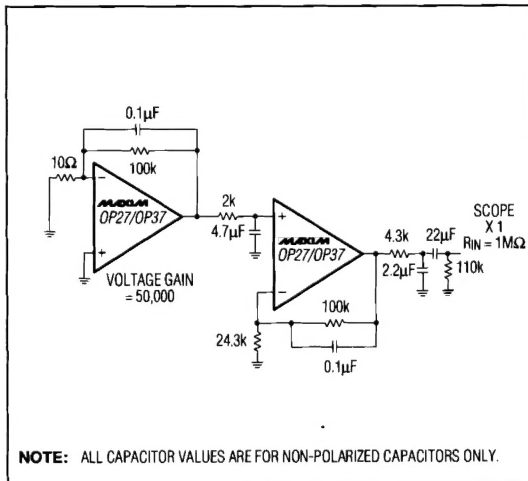 0.1µF
100k
10Ω
−
MAXIM
OP27/OP37
+
VOLTAGE GAIN
= 50,000
2k
4.7µF
+
MAXIM
OP27/OP37
−
4.3k
22µF
2.2µF
110k
SCOPE
X 1
RIN = 1MΩ
100k
24.3k
0.1µF
NOTE: ALL CAPACITOR VALUES ARE FOR NON-POLARIZED CAPACITORS ONLY.